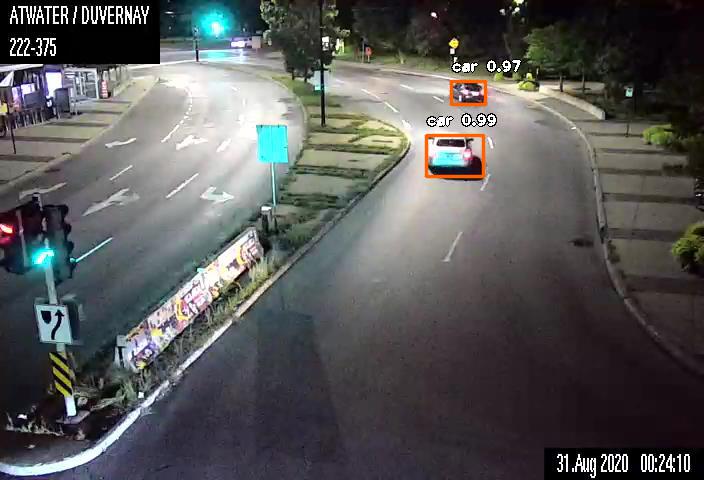 ATWATER / DUVERNAY
222-375
car 0.97
car 0.99
31.Aug 2020 00:24:10